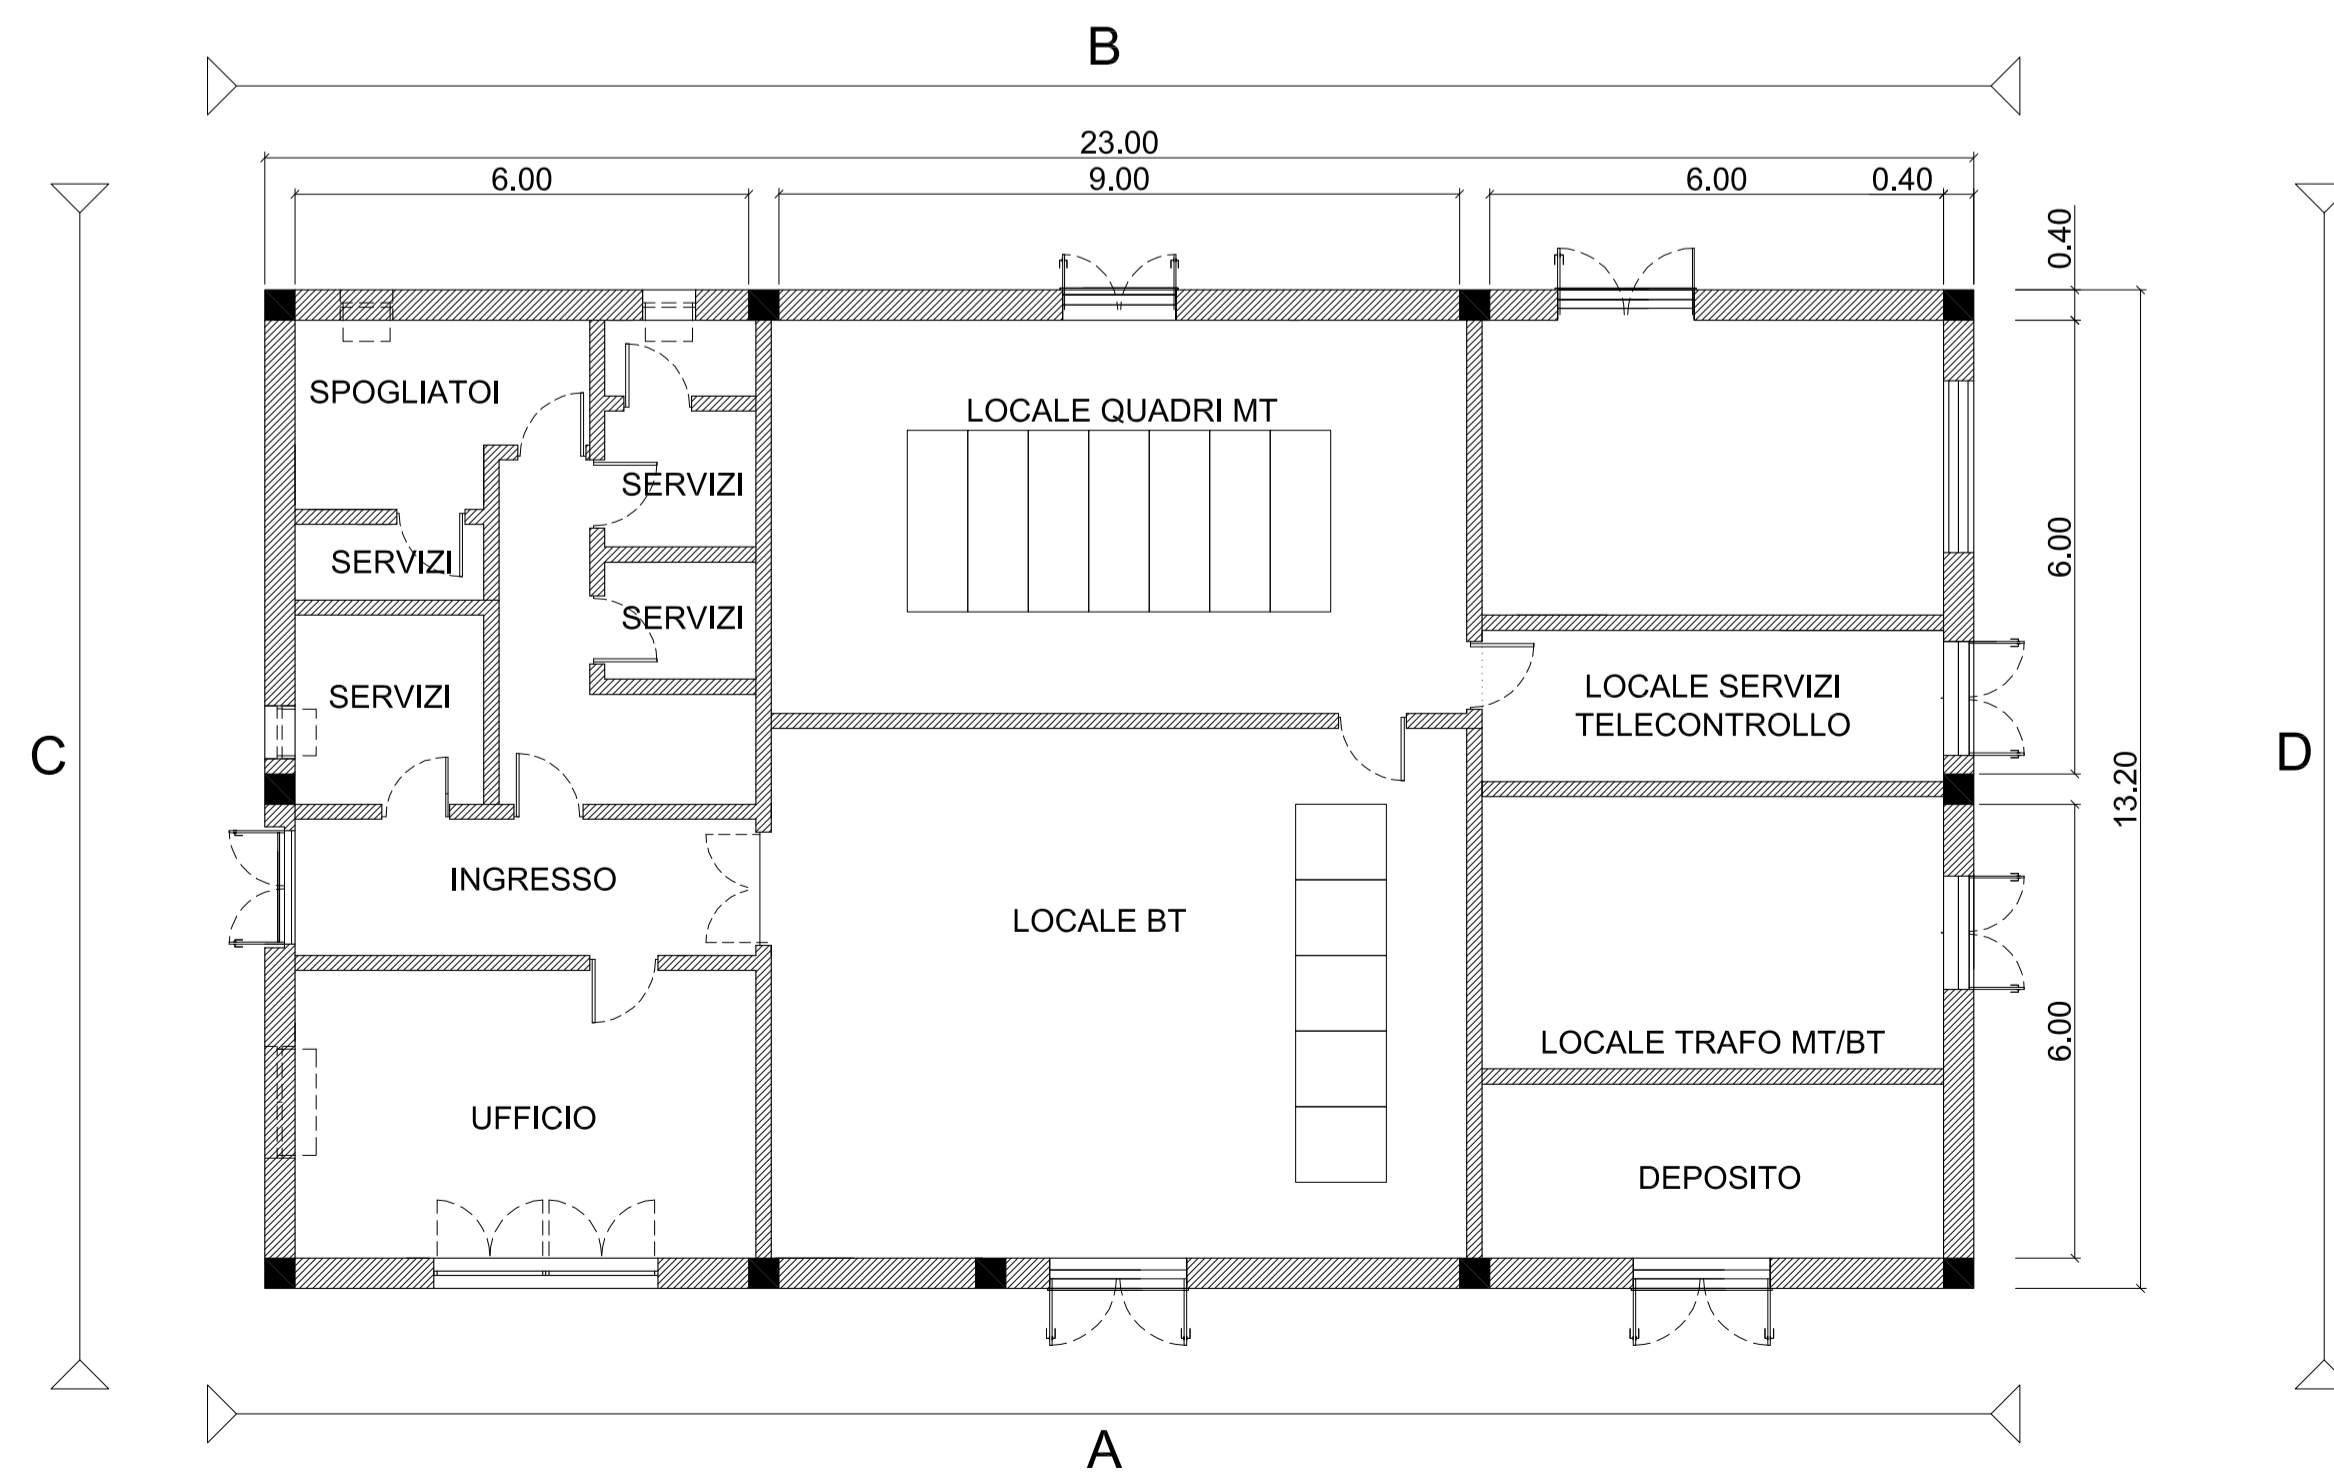 B
23.00
6.00
9.00
6.00
0.40
0.40
SPOGLIATOI
LOCALE QUADRI MT
SERVIZI
6.00
SERVIZI
SERVIZI
SERVIZI
LOCALE SERVIZI
TELECONTROLLO
C
D
13.20
INGRESSO
LOCALE BT
LOCALE TRAFO MT/BT
6.00
UFFICIO
DEPOSITO
A